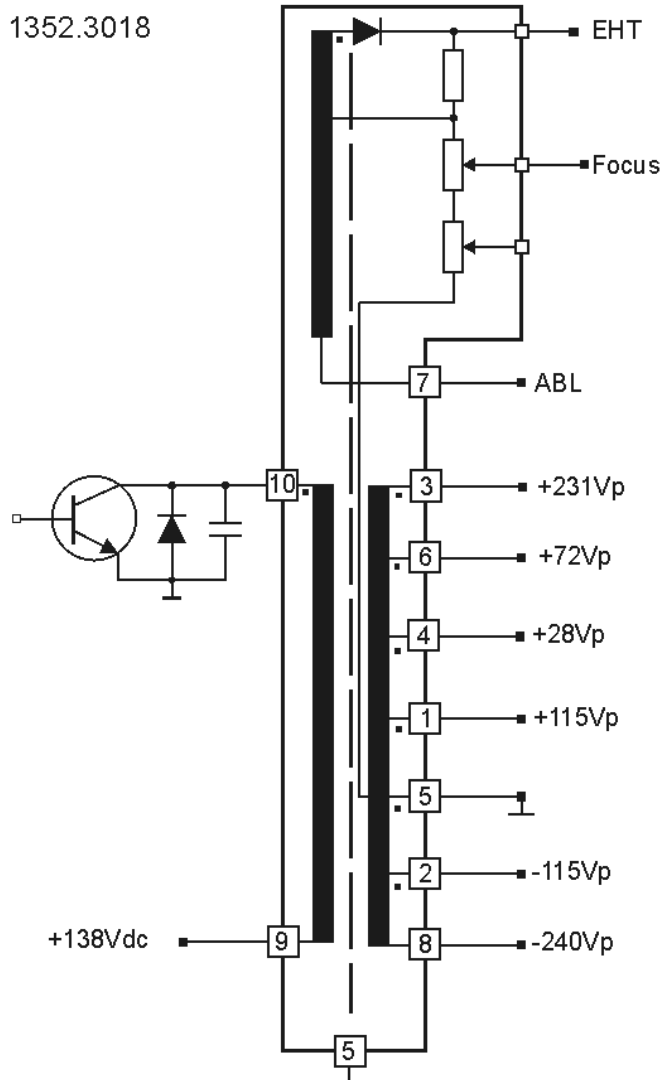 1352.3018
EHT
Focus
7 ABL
10
3 +231Vp
6 +72Vp
4 +28Vp
1 +115Vp
5
2 -115Vp
+138Vdc 9
8 -240Vp
5